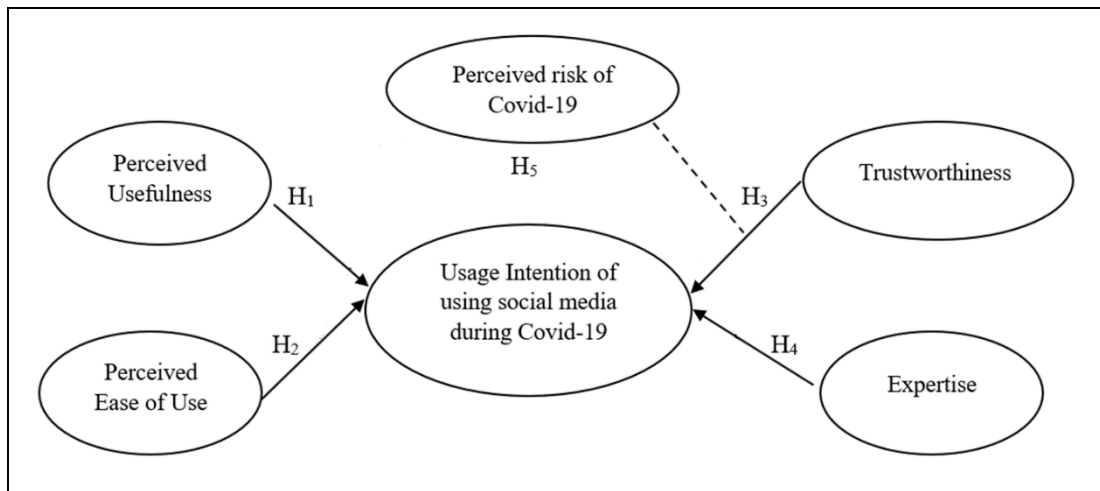 Perceived risk of
Covid-19
Perceived
Usefulness
H₁
H₅
H₃
Trustworthiness
Usage Intention of
using social media
during Covid-19
Perceived
Ease of Use
H₂
H₄
Expertise